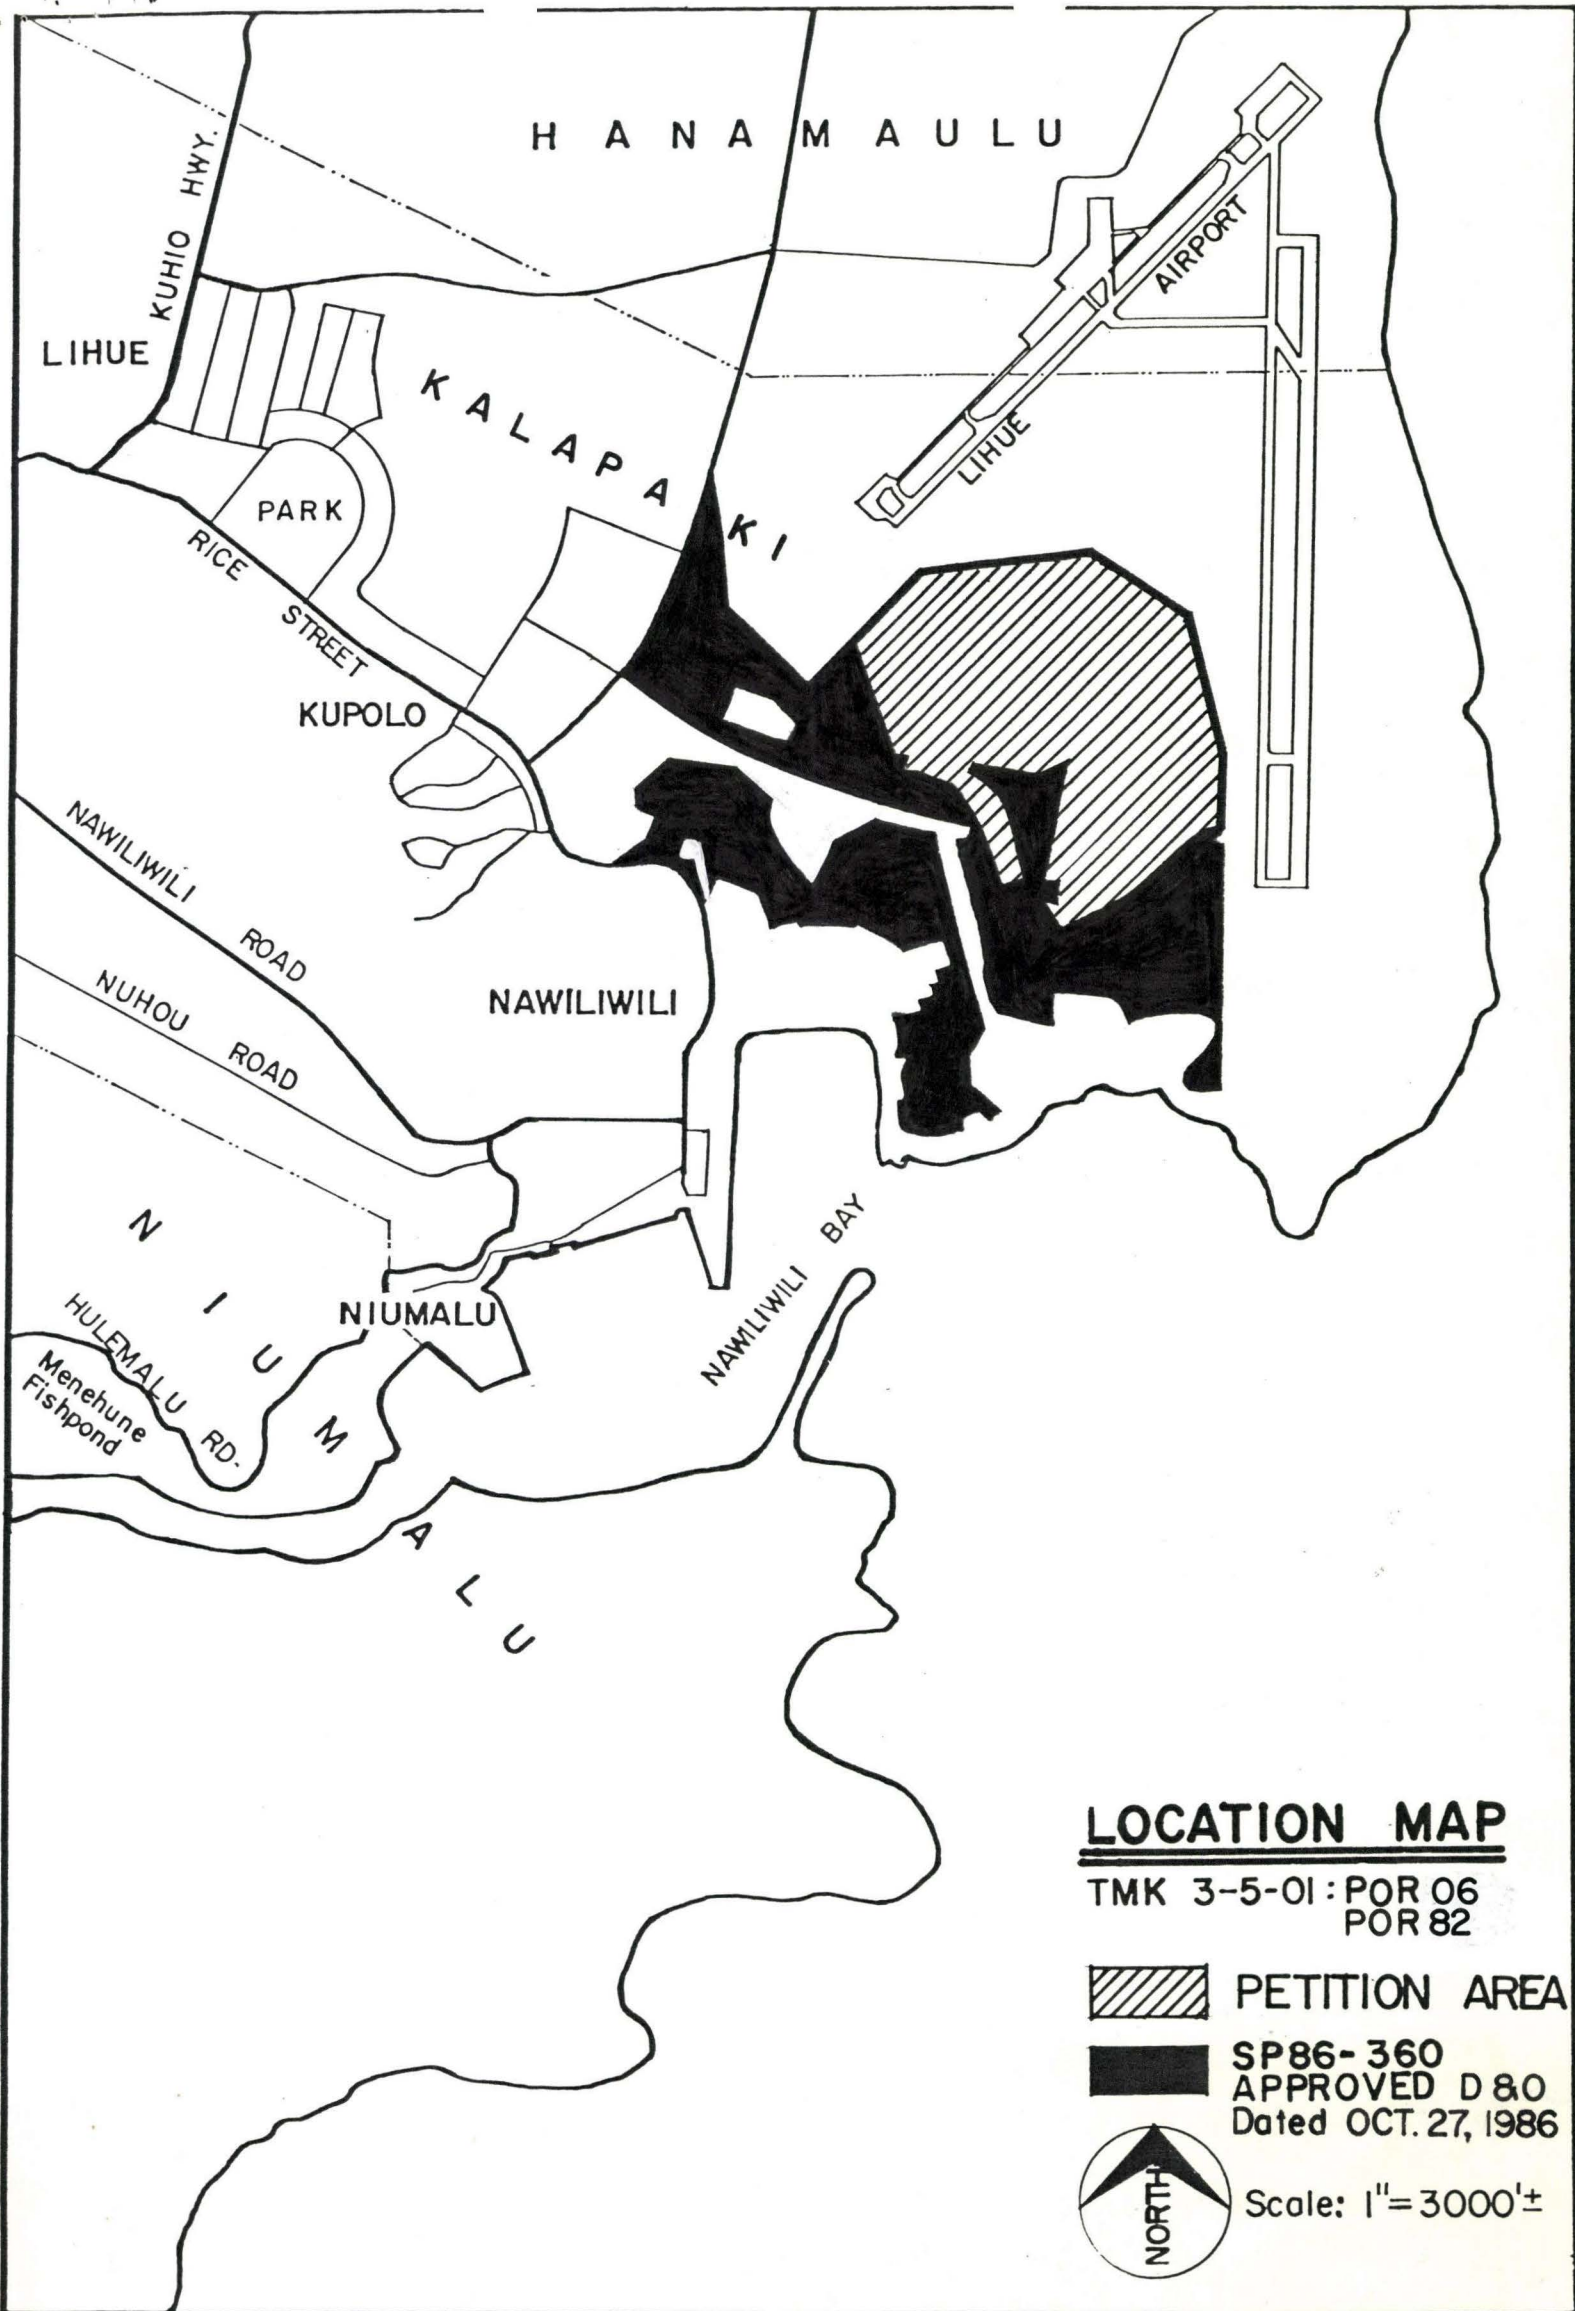 HANAMAULU
KUHIO HWY.
LIHUE
AIRPORT
LIHUE
KALAPAKI
PARK
RICE STREET
KUPOLO
NAWILIWILI ROAD
NUHOU ROAD
NAWILIWILI
NAWILIWILI BAY
NIUMALU
NIUMALU
HULEMALU RD.
Menehune
Fishpond
LOCATION MAP
TMK 3-5-01: POR 06
POR 82
PETITION AREA
SP86-360
APPROVED D&O
Dated OCT. 27, 1986
NORTH
Scale: 1"=3000'±